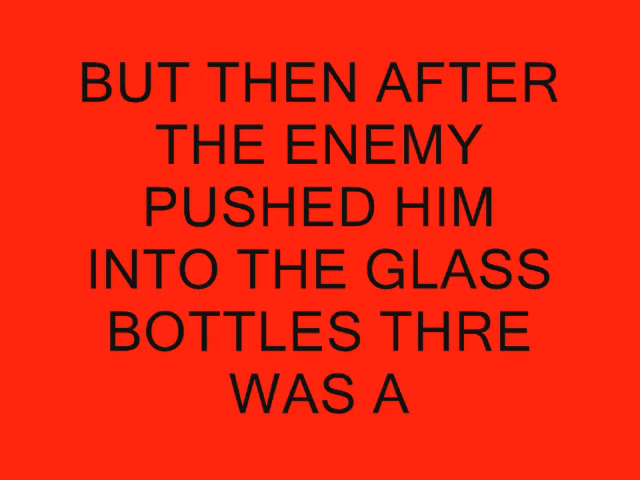 BUT THEN AFTER
THE ENEMY
PUSHED HIM
INTO THE GLASS
BOTTLES THRE
WAS A